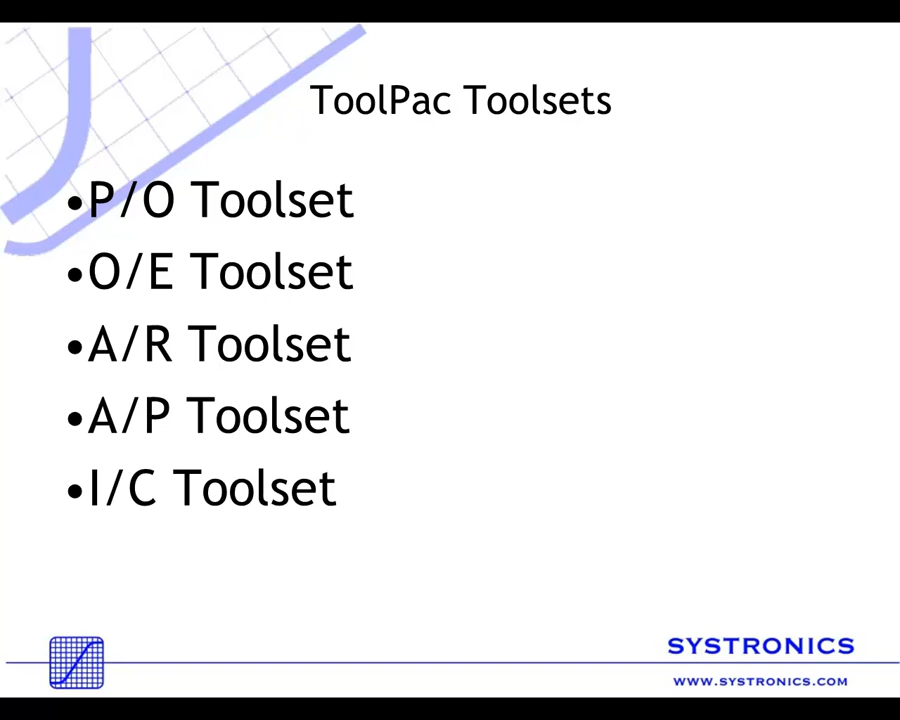 ToolPac Toolsets
•P/O Toolset
•O/E Toolset
•A/R Toolset
•A/P Toolset
•I/C Toolset
SYSTRONICS
WWW.SYSTRONICS.COM